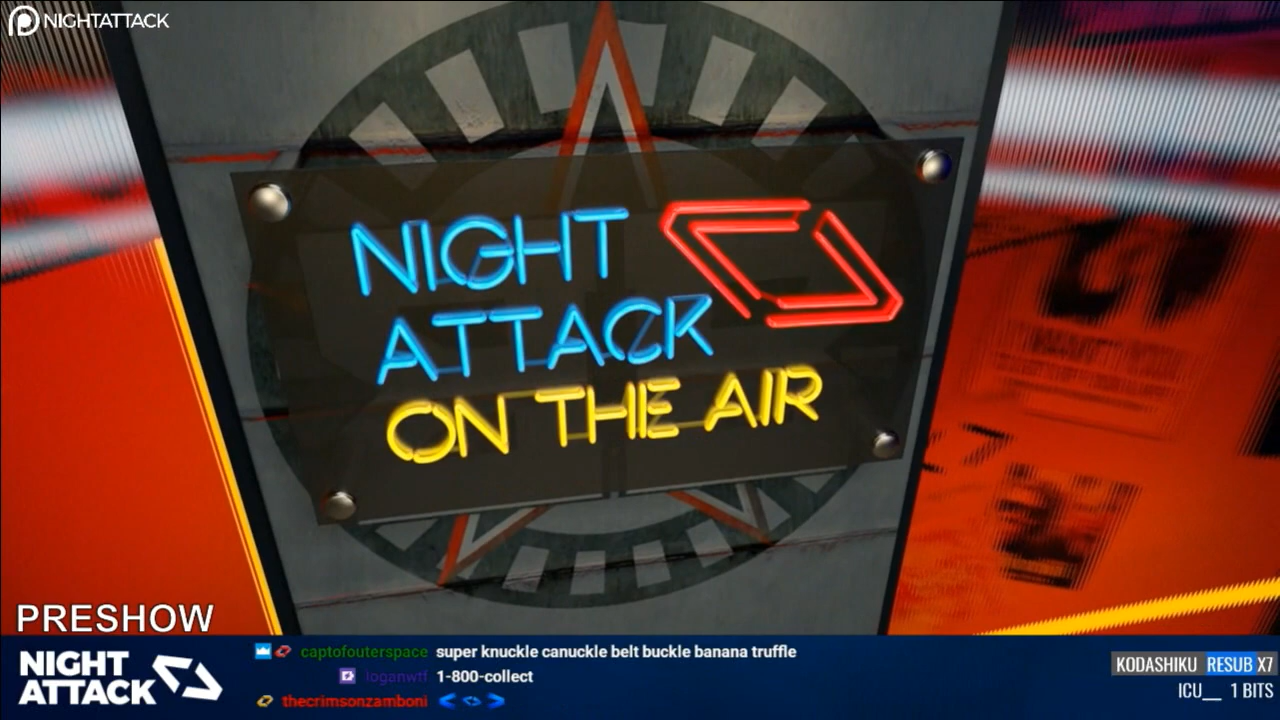 NIGHTATTACK
NIGHT
ATTACK
ON THE AIR
PRESHOW
NIGHT
ATTACK
captofouterspace super knuckle canuckle belt buckle banana truffle
loganwtf 1-800-collect
thecrimsonzamboni
KODASHIKU RESUB X7
ICU__ 1 BITS